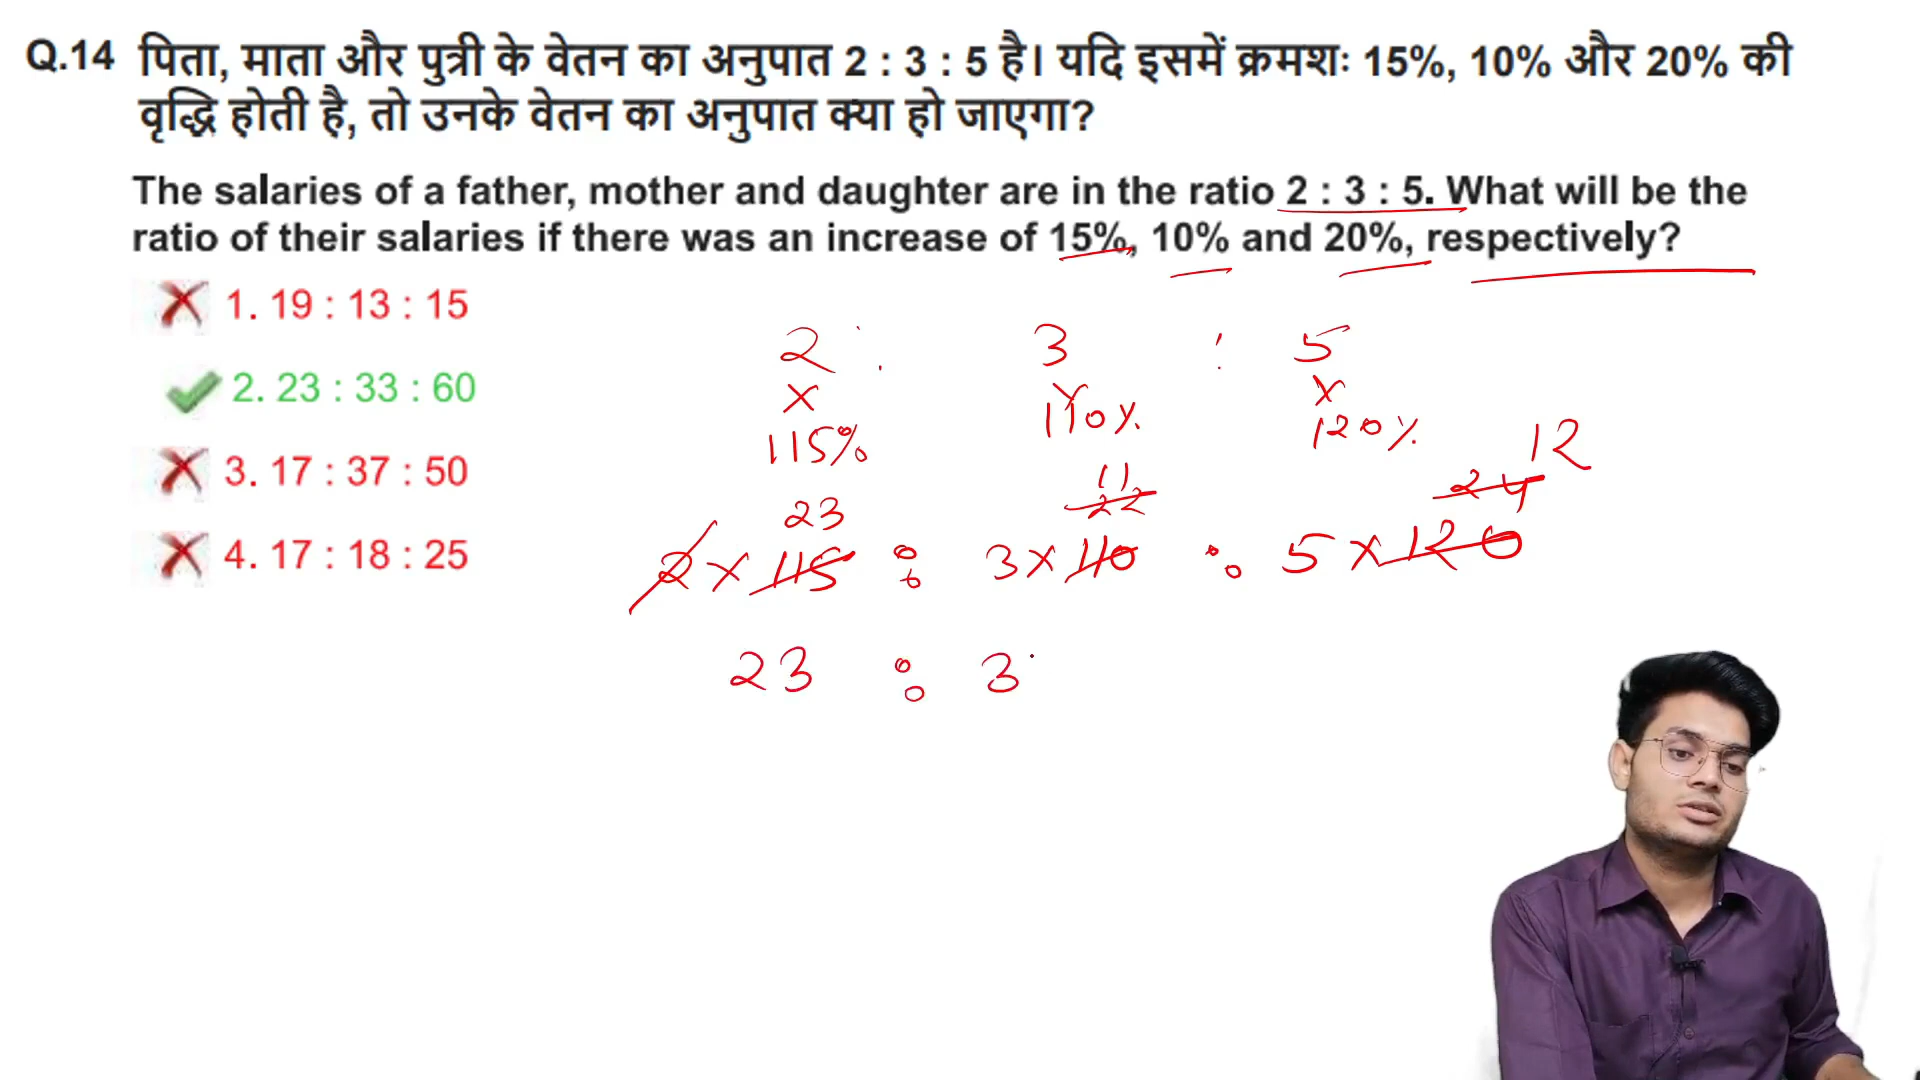 Q.14 पिता, माता और पुत्री के वेतन का अनुपात 2 : 3 : 5 है। यदि इसमें क्रमशः 15%, 10% और 20% की
वृद्धि होती है, तो उनके वेतन का अनुपात क्या हो जाएगा?
The salaries of a father, mother and daughter are in the ratio 2 : 3 : 5. What will be the
ratio of their salaries if there was an increase of 15%, 10% and 20%, respectively?
1. 19 : 13 : 15
2. 23 : 33 : 60
3. 17 : 37 : 50
4. 17 : 18 : 25
2 : 3 : 5
x x x
115% 110% 120%
12
11
23 22 24
2 x 115 : 3 x 110 : 5 x 120
23 : 3